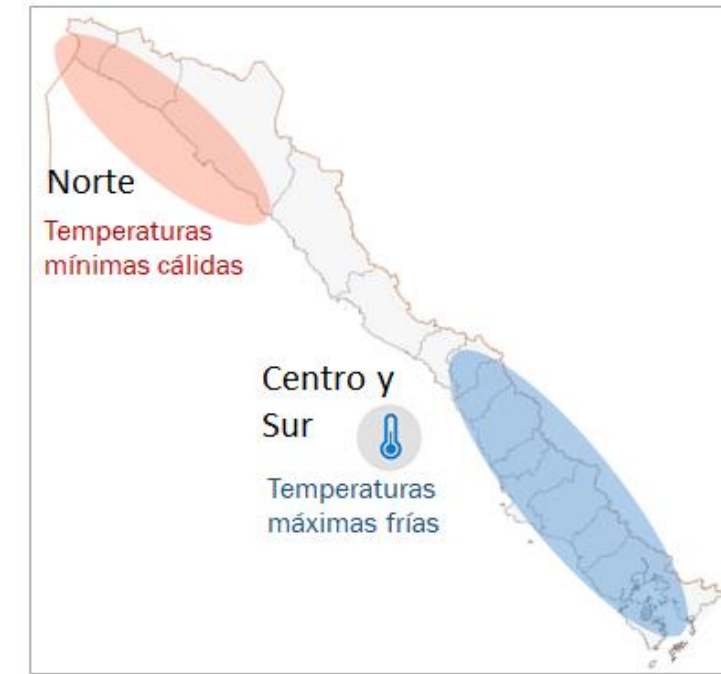 Norte
Temperaturas
mínimas cálidas
Centro y
Sur
Temperaturas
máximas frías